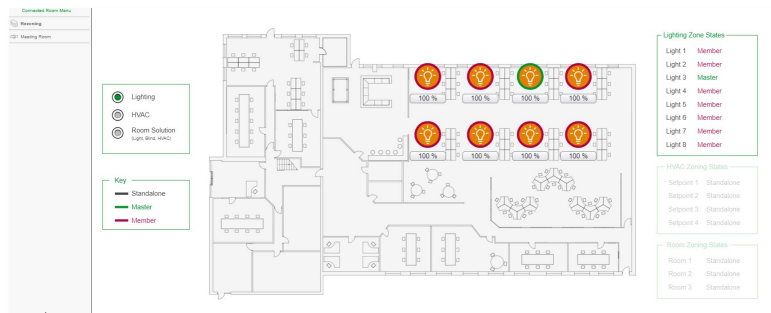 Connected Room Menu
Rezoning
Meeting Room
Lighting
HVAC
Room Solution
(Light, Blind, HVAC)
Key
Standalone
Master
Member
100 %
100 %
100 %
100 %
100 %
100 %
100 %
100 %
Lighting Zone States
Light 1 Member
Light 2 Member
Light 3 Master
Light 4 Member
Light 5 Member
Light 6 Member
Light 7 Member
Light 8 Member
HVAC Zoning States
Setpoint 1 Standalone
Setpoint 2 Standalone
Setpoint 3 Standalone
Setpoint 4 Standalone
Room Zoning States
Room 1 Standalone
Room 2 Standalone
Room 3 Standalone